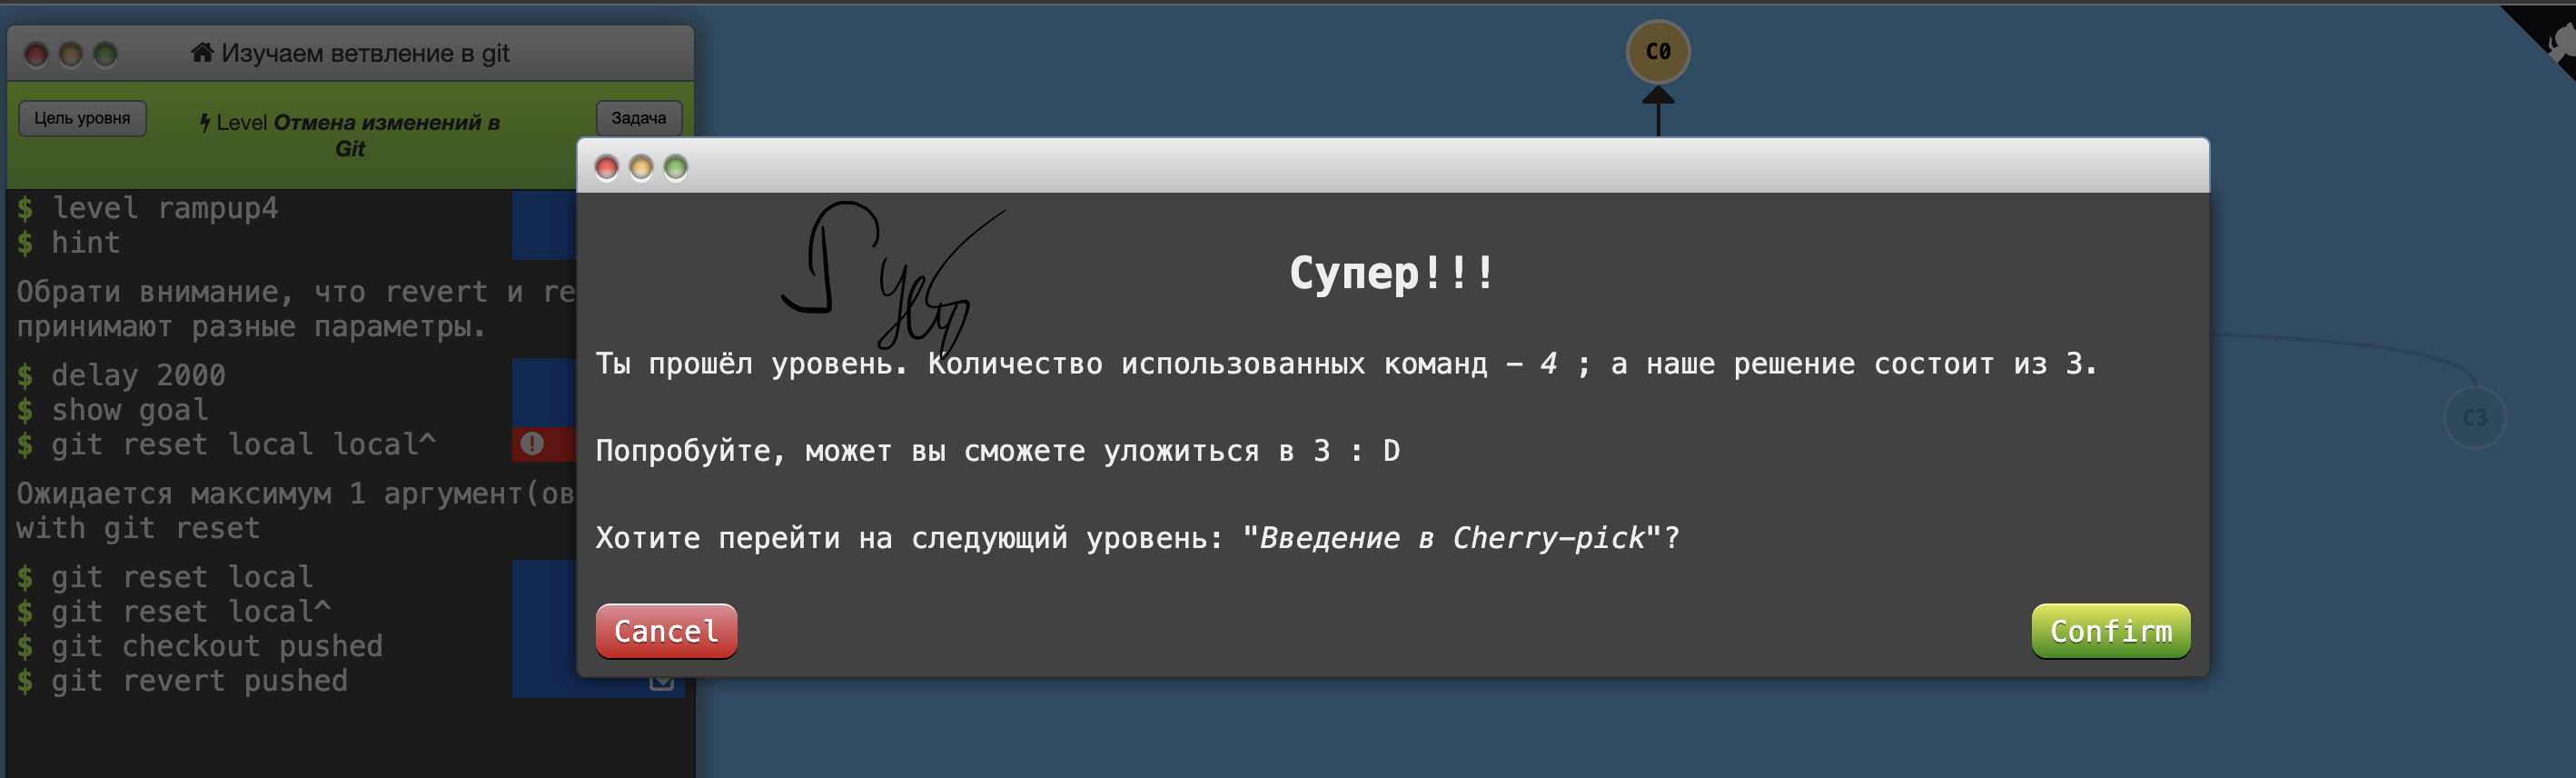 Изучаем ветвление в git
Цель уровня
Level Отмена изменений в
Git
Задача
$ level rampup4
$ hint
Обрати внимание, что revert и re
принимают разные параметры.
$ delay 2000
$ show goal
$ git reset local local^
Ожидается максимум 1 аргумент(ов
with git reset
$ git reset local
$ git reset local^
$ git checkout pushed
$ git revert pushed
C0
Супер!!!
Ты прошёл уровень. Количество использованных команд – 4 ; а наше решение состоит из 3.
Попробуйте, может вы сможете уложиться в 3 : D
Хотите перейти на следующий уровень: "Введение в Cherry-pick"?
Cancel
Confirm
C3